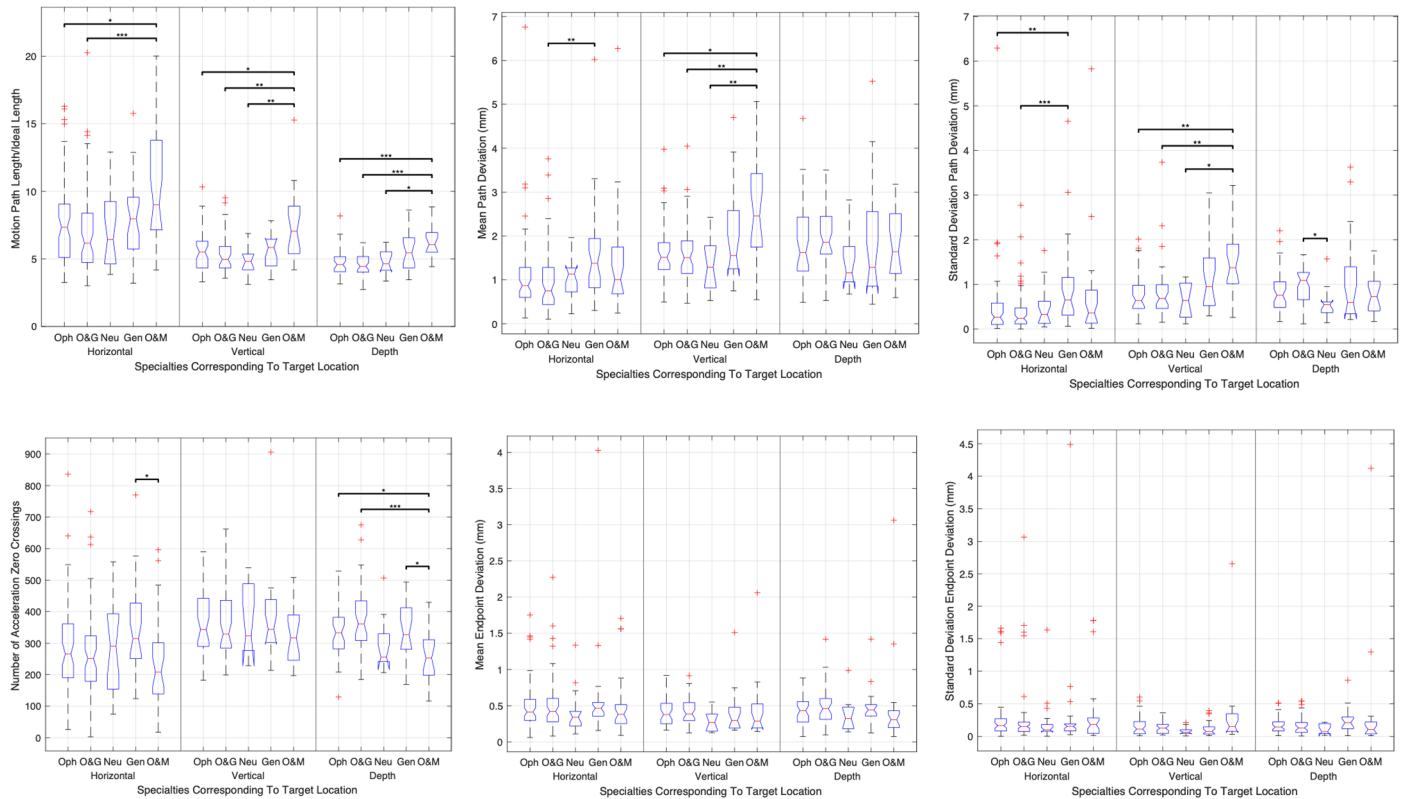 Motion Path Length/Ideal Length
20
15
10
5
0
* *** * ** ** *** *** *
Oph O&G Neu Gen O&M Oph O&G Neu Gen O&M Oph O&G Neu Gen O&M
Horizontal Vertical Depth
Specialties Corresponding To Target Location
Mean Path Deviation (mm)
7
6
5
4
3
2
1
0
** * ** **
Oph O&G Neu Gen O&M Oph O&G Neu Gen O&M Oph O&G Neu Gen O&M
Horizontal Vertical Depth
Specialties Corresponding To Target Location
Standard Deviation Path Deviation (mm)
7
6
5
4
3
2
1
0
** *** ** ** * *
Oph O&G Neu Gen O&M Oph O&G Neu Gen O&M Oph O&G Neu Gen O&M
Horizontal Vertical Depth
Specialties Corresponding To Target Location
Number of Acceleration Zero Crossings
900
800
700
600
500
400
300
200
100
0
* * *** *
Oph O&G Neu Gen O&M Oph O&G Neu Gen O&M Oph O&G Neu Gen O&M
Horizontal Vertical Depth
Specialties Corresponding To Target Location
Mean Endpoint Deviation (mm)
4
3.5
3
2.5
2
1.5
1
0.5
0
Oph O&G Neu Gen O&M Oph O&G Neu Gen O&M Oph O&G Neu Gen O&M
Horizontal Vertical Depth
Specialties Corresponding To Target Location
Standard Deviation Endpoint Deviation (mm)
4.5
4
3.5
3
2.5
2
1.5
1
0.5
0
Oph O&G Neu Gen O&M Oph O&G Neu Gen O&M Oph O&G Neu Gen O&M
Horizontal Vertical Depth
Specialties Corresponding To Target Location